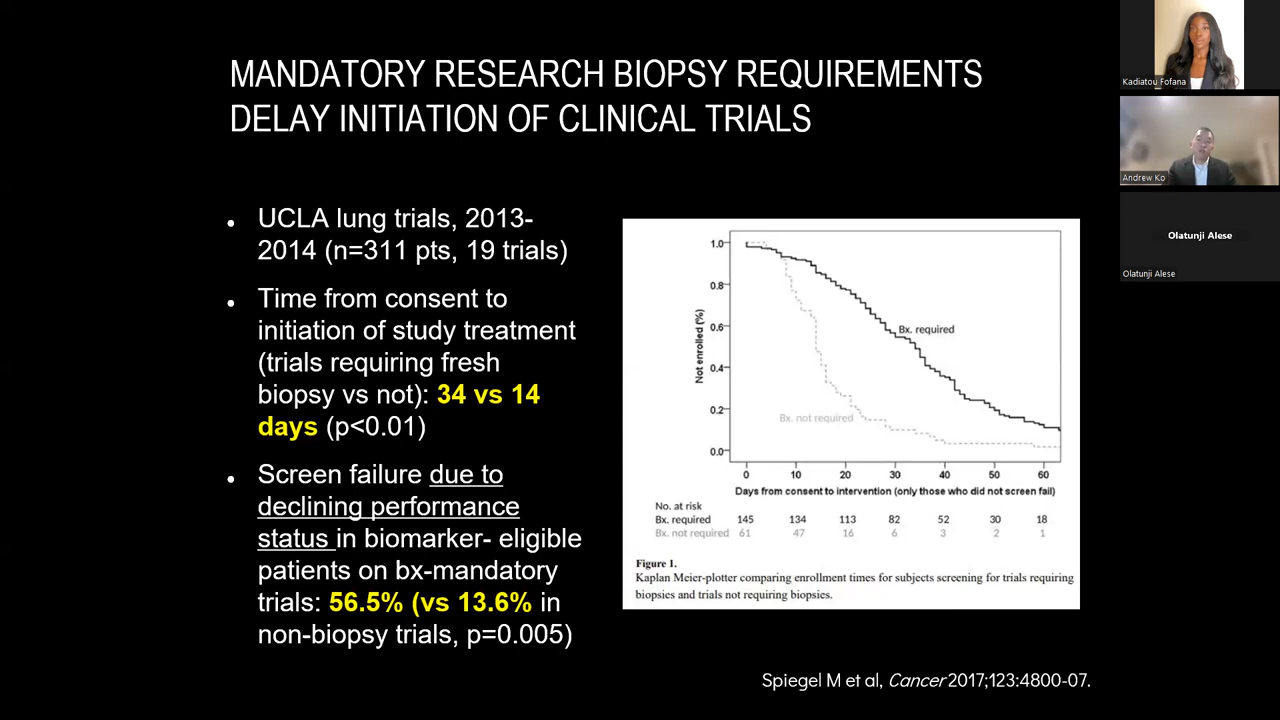 MANDATORY RESEARCH BIOPSY REQUIREMENTS
DELAY INITIATION OF CLINICAL TRIALS
• UCLA lung trials, 2013-
2014 (n=311 pts, 19 trials)
• Time from consent to
initiation of study treatment
(trials requiring fresh
biopsy vs not): 34 vs 14
days (p<0.01)
• Screen failure due to
declining performance
status in biomarker- eligible
patients on bx-mandatory
trials: 56.5% (vs 13.6% in
non-biopsy trials, p=0.005)
Not enrolled (%)
1.0
0.8
0.6
0.4
0.2
0.0
Bx. required
Bx. not required
0 10 20 30 40 50 60
Days from consent to intervention (only those who did not screen fail)
No. at risk
Bx. required 145 134 113 82 52 30 18
Bx. not required 61 47 16 6 3 2 1
Figure 1.
Kaplan Meier-plotter comparing enrollment times for subjects screening for trials requiring
biopsies and trials not requiring biopsies.
Spiegel M et al, Cancer 2017;123:4800-07.
Kadiatou Fofana
Andrew Ko
Olatunji Alese
Olatunji Alese